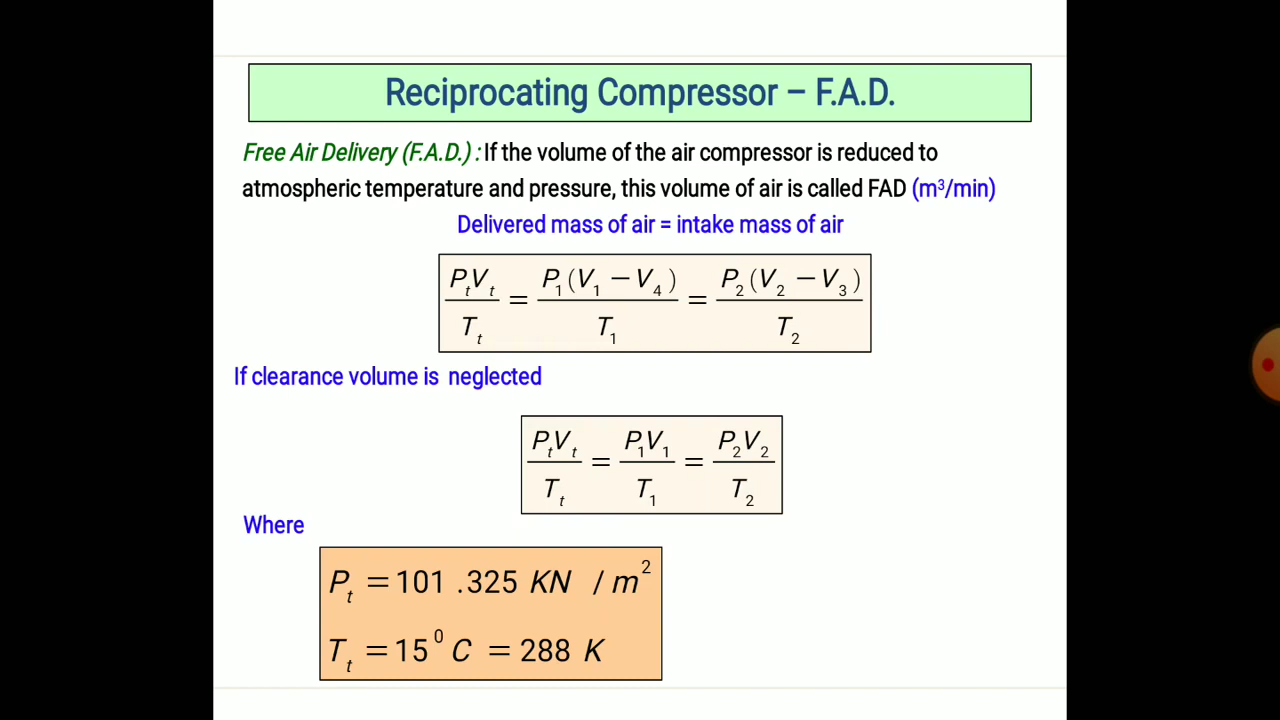 Reciprocating Compressor – F.A.D.
Free Air Delivery (F.A.D.) : If the volume of the air compressor is reduced to
atmospheric temperature and pressure, this volume of air is called FAD (m³/min)
Delivered mass of air = intake mass of air
PₜVₜ / Tₜ = P₁(V₁ − V₄) / T₁ = P₂(V₂ − V₃) / T₂
If clearance volume is neglected
PₜVₜ / Tₜ = P₁V₁ / T₁ = P₂V₂ / T₂
Where
Pₜ = 101 .325 KN / m²
Tₜ = 15⁰ C = 288 K